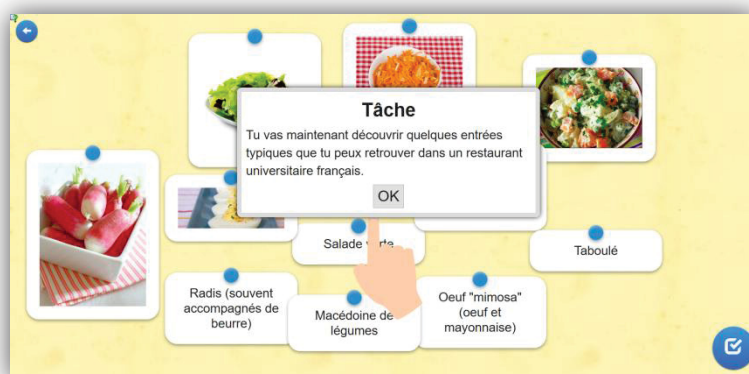 Tâche
Tu vas maintenant découvrir quelques entrées
typiques que tu peux retrouver dans un restaurant
universitaire français.
OK
Salade
Taboulé
Radis (souvent
accompagnés de
beurre)
Macédoine de
légumes
Oeuf "mimosa"
(oeuf et
mayonnaise)